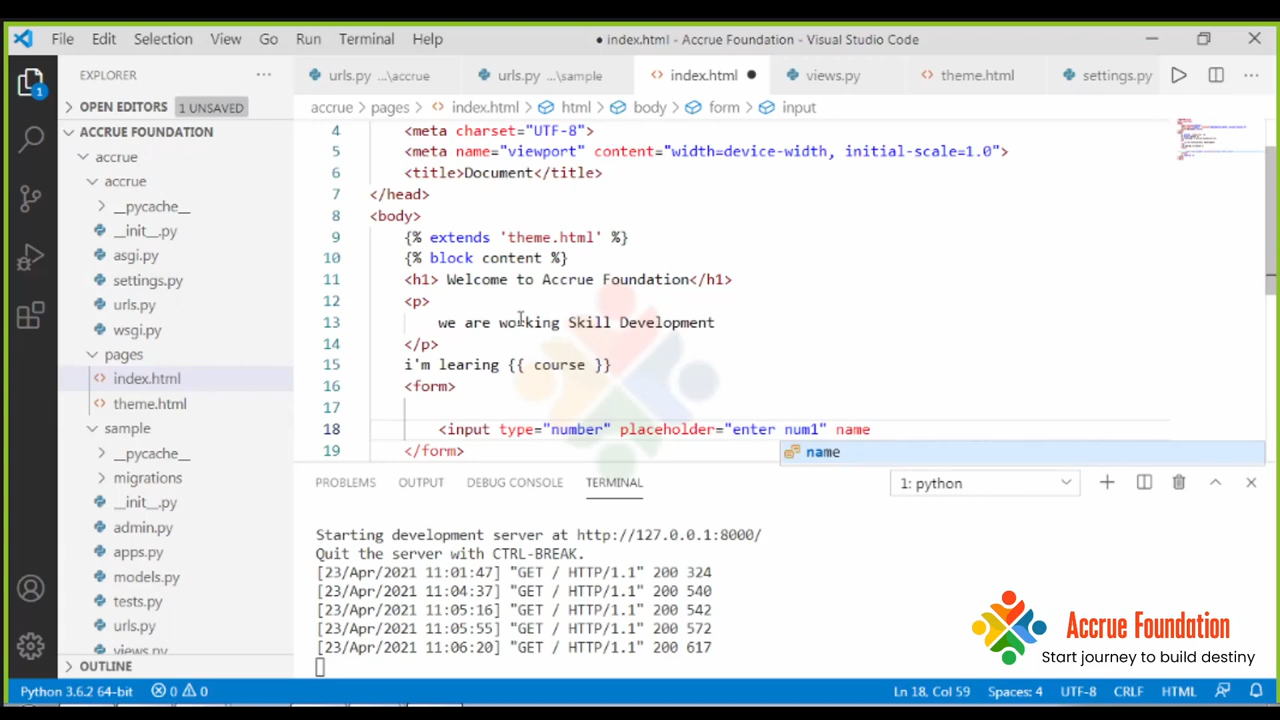 File Edit Selection View Go Run Terminal Help
● index.html - Accrue Foundation - Visual Studio Code
EXPLORER
urls.py ...\accrue urls.py ...\sample index.html ● views.py theme.html settings.py
OPEN EDITORS 1 UNSAVED
accrue > pages > index.html > html > body > form > input
ACCRUE FOUNDATION
accrue
accrue
__pycache__
__init__.py
asgi.py
settings.py
urls.py
wsgi.py
pages
index.html
theme.html
sample
__pycache__
migrations
__init__.py
admin.py
apps.py
models.py
tests.py
urls.py
views.py
OUTLINE
4 <meta charset="UTF-8">
5 <meta name="viewport" content="width=device-width, initial-scale=1.0">
6 <title>Document</title>
7 </head>
8 <body>
9 {% extends 'theme.html' %}
10 {% block content %}
11 <h1> Welcome to Accrue Foundation</h1>
12 <p>
13 we are working Skill Development
14 </p>
15 i'm learing {{ course }}
16 <form>
17
18 <input type="number" placeholder="enter num1" name
19 </form>
name
PROBLEMS OUTPUT DEBUG CONSOLE TERMINAL 1: python
Starting development server at http://127.0.0.1:8000/
Quit the server with CTRL-BREAK.
[23/Apr/2021 11:01:47] "GET / HTTP/1.1" 200 324
[23/Apr/2021 11:04:37] "GET / HTTP/1.1" 200 540
[23/Apr/2021 11:05:16] "GET / HTTP/1.1" 200 542
[23/Apr/2021 11:05:55] "GET / HTTP/1.1" 200 572
[23/Apr/2021 11:06:20] "GET / HTTP/1.1" 200 617
Accrue Foundation
Start journey to build destiny
1
Python 3.6.2 64-bit 0 0 Ln 18, Col 59 Spaces: 4 UTF-8 CRLF HTML